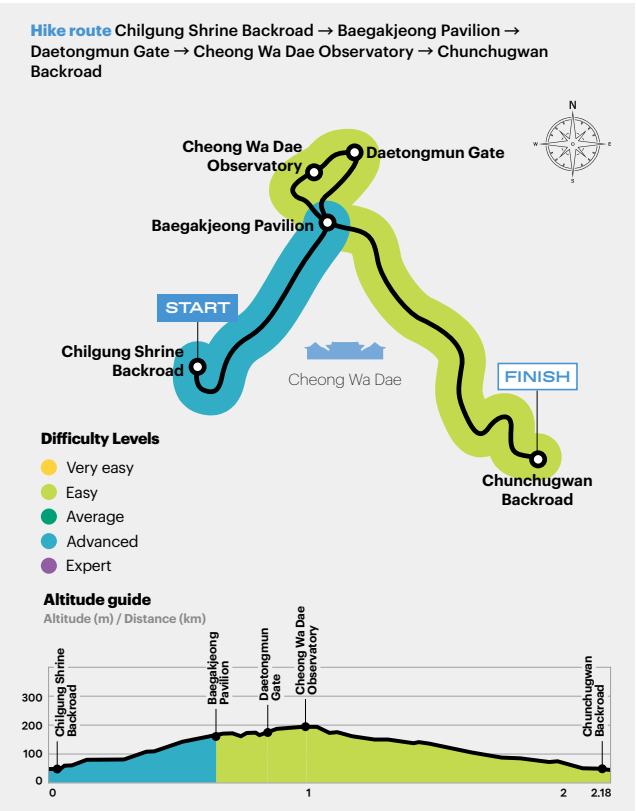 Hike route Chilgung Shrine Backroad → Baegakjeong Pavilion →
Daetongmun Gate → Cheong Wa Dae Observatory → Chunchugwan
Backroad
N
W
E
S
Cheong Wa Dae
Observatory
Daetongmun Gate
Baegakjeong Pavilion
START
Chilgung Shrine
Backroad
Cheong Wa Dae
FINISH
Chunchugwan
Backroad
Difficulty Levels
Very easy
Easy
Average
Advanced
Expert
Altitude guide
Altitude (m) / Distance (km)
Chilgung Shrine
Backroad
Baegakjeong
Pavilion
Daetongmun
Gate
Cheong Wa Dae
Observatory
Chunchugwan
Backroad
300
200
100
0
0
1
2
2.18